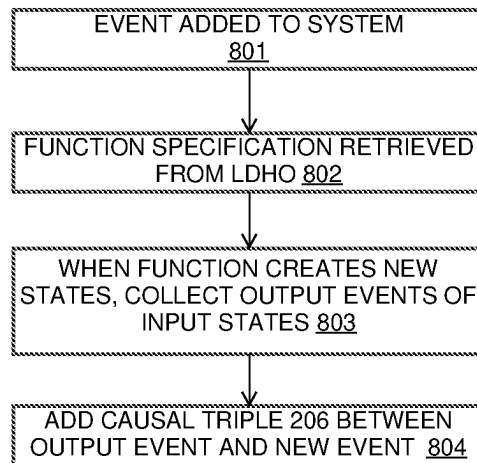 EVENT ADDED TO SYSTEM
801
FUNCTION SPECIFICATION RETRIEVED
FROM LDHO 802
WHEN FUNCTION CREATES NEW
STATES, COLLECT OUTPUT EVENTS OF
INPUT STATES 803
ADD CAUSAL TRIPLE 206 BETWEEN
OUTPUT EVENT AND NEW EVENT 804